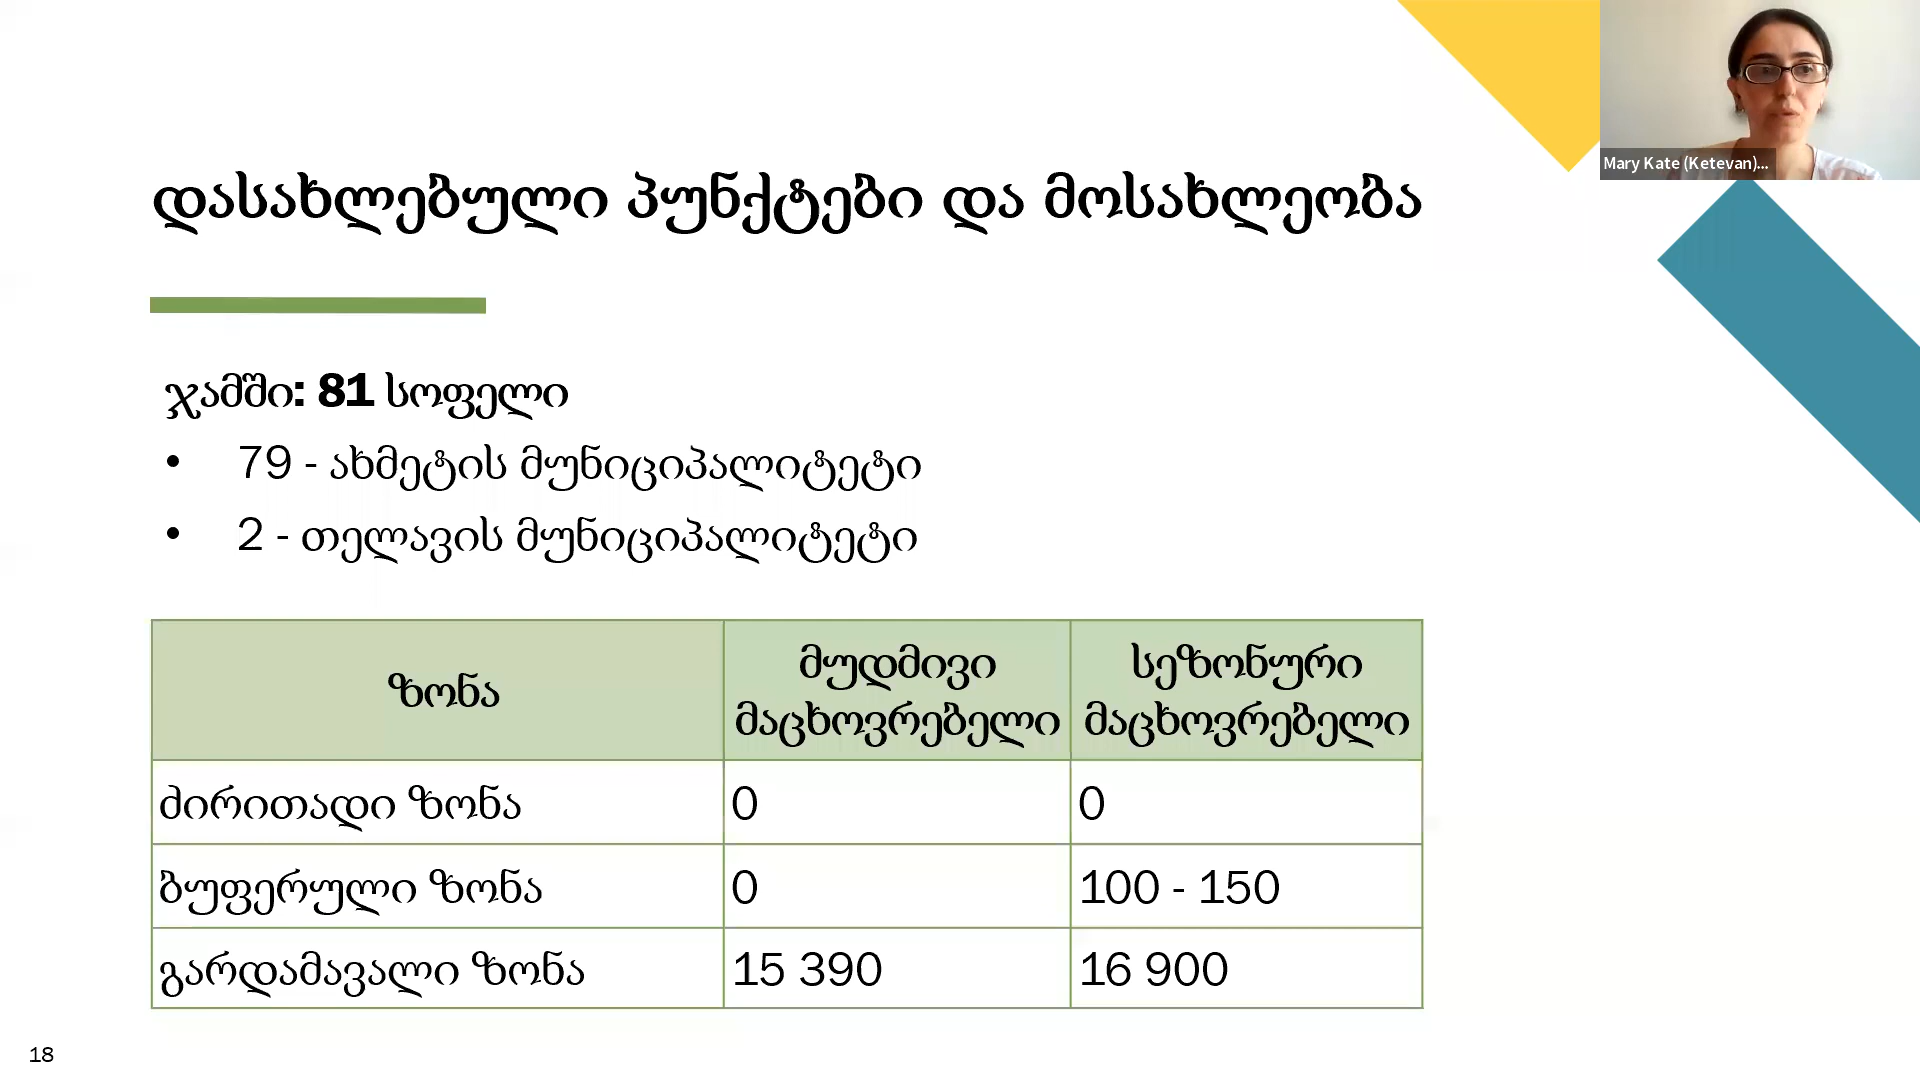 Mary Kate (Ketevan)...
დასახლებული პუნქტები და მოსახლეობა
ჯამში: 81 სოფელი
• 79 - ახმეტის მუნიციპალიტეტი
• 2 - თელავის მუნიციპალიტეტი
ზონა
მუდმივი
მაცხოვრებელი
სეზონური
მაცხოვრებელი
ძირითადი ზონა 0 0
ბუფერული ზონა 0 100 - 150
გარდამავალი ზონა 15 390 16 900
18